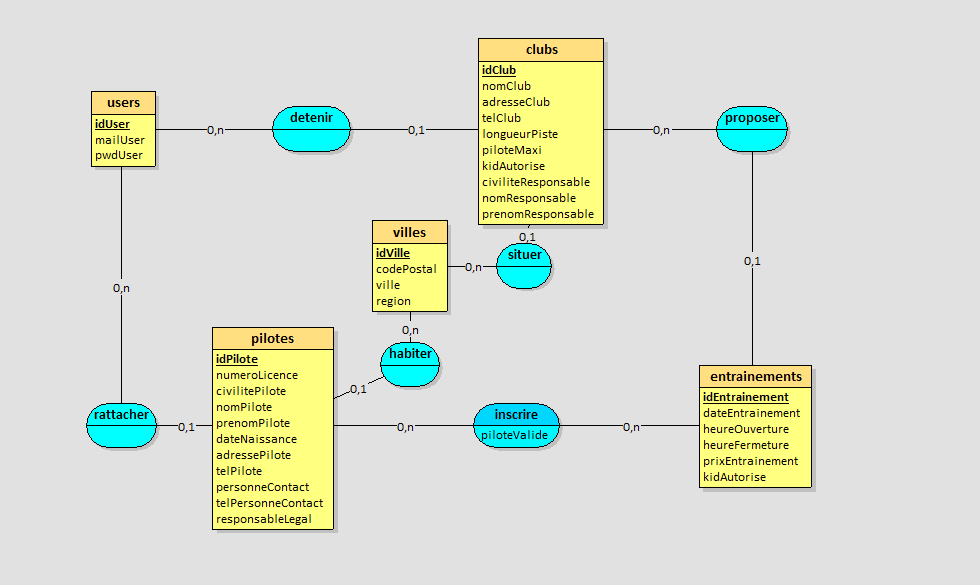 clubs
idClub
nomClub
adresseClub
telClub
longueurPiste
piloteMaxi
kidAutorise
civiliteResponsable
nomResponsable
prenomResponsable
users
idUser
mailUser
pwdUser
0,n
detenir
0,1
0,n
proposer
0,1
situer
0,n
villes
idVille
codePostal
ville
region
0,n
habiter
0,1
0,n
0,1
pilotes
idPilote
numeroLicence
civilitePilote
nomPilote
prenomPilote
dateNaissance
adressePilote
telPilote
personneContact
telPersonneContact
responsableLegal
rattacher
0,1
0,n
inscrire
piloteValide
0,n
entrainements
idEntrainement
dateEntrainement
heureOuverture
heureFermeture
prixEntrainement
kidAutorise